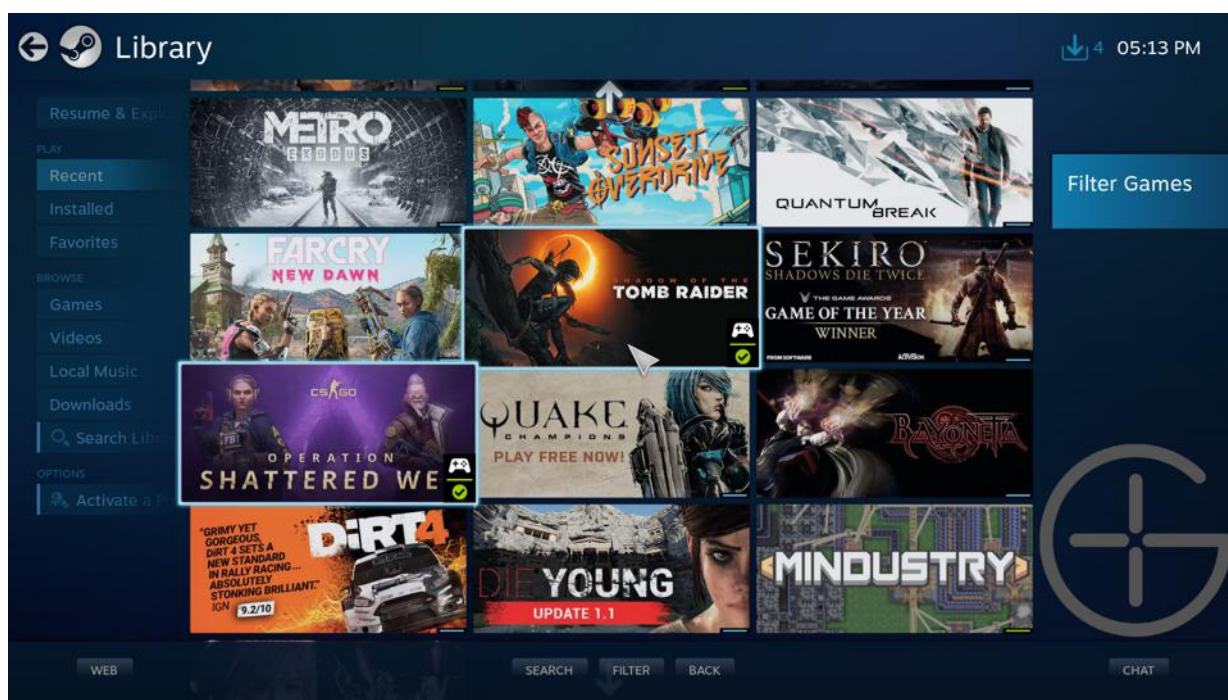 Library
4 05:13 PM
Resume & Explo
PLAY
Recent
Installed
Favorites
BROWSE
Games
Videos
Local Music
Downloads
Search Libr
OPTIONS
Activate a P
METRO
EXODUS
SUNSET
OVERDRIVE
QUANTUM
BREAK
FARCRY
NEW DAWN
SHADOW OF THE
TOMB RAIDER
SEKIRO
SHADOWS DIE TWICE
THE GAME AWARDS
GAME OF THE YEAR
WINNER
FROMSOFTWARE
ACTIVISION
CS GO
FBI
OPERATION
SHATTERED WE
QUAKE
CHAMPIONS
PLAY FREE NOW!
BAYONETTA
"GRIMY YET
GORGEOUS,
DiRT 4 SETS A
NEW STANDARD
IN RALLY RACING...
ABSOLUTELY
STONKING BRILLIANT."
IGN 9.2/10
DiRT4
DIE YOUNG
UPDATE 1.1
MINDUSTRY
Filter Games
WEB
SEARCH
FILTER
BACK
CHAT